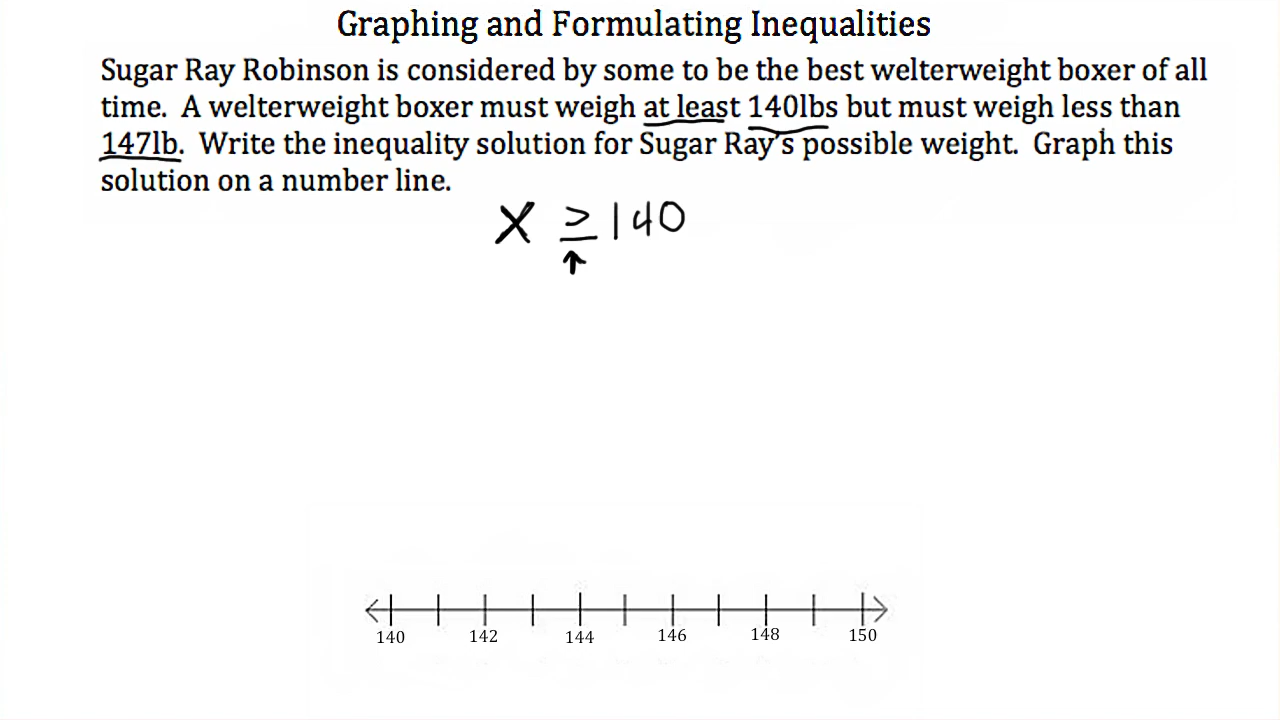 Graphing and Formulating Inequalities
Sugar Ray Robinson is considered by some to be the best welterweight boxer of all
time. A welterweight boxer must weigh at least 140lbs but must weigh less than
147lb. Write the inequality solution for Sugar Ray's possible weight. Graph this
solution on a number line.
X ≥ 140
140 142 144 146 148 150